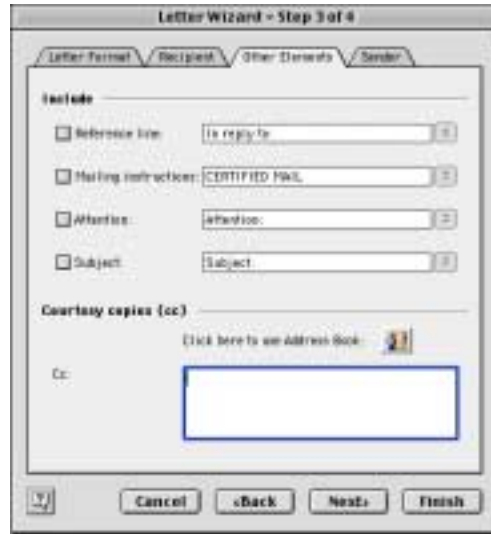 Letter Wizard - Step 3 of 4
Letter Format Recipient Other Elements Sender
Include
Reference line: In reply to:
Mailing instructions: CERTIFIED MAIL
Attention: Attention:
Subject: Subject:
Courtesy copies (cc)
Click here to use Address Book:
Cc:
Cancel <Back Next> Finish